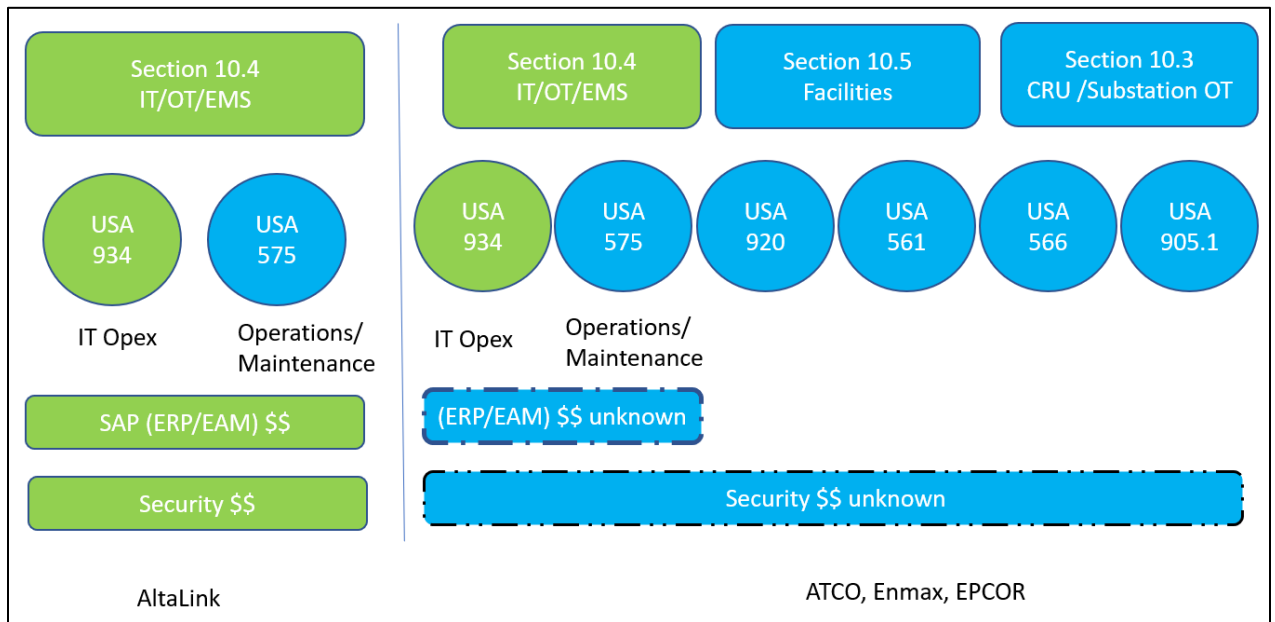 Section 10.4
IT/OT/EMS
Section 10.4
IT/OT/EMS
Section 10.5
Facilities
Section 10.3
CRU /Substation OT
USA
934
USA
575
USA
934
USA
575
USA
920
USA
561
USA
566
USA
905.1
IT Opex
Operations/
Maintenance
IT Opex
Operations/
Maintenance
SAP (ERP/EAM) $$
(ERP/EAM) $$ unknown
Security $$
Security $$ unknown
AltaLink
ATCO, Enmax, EPCOR